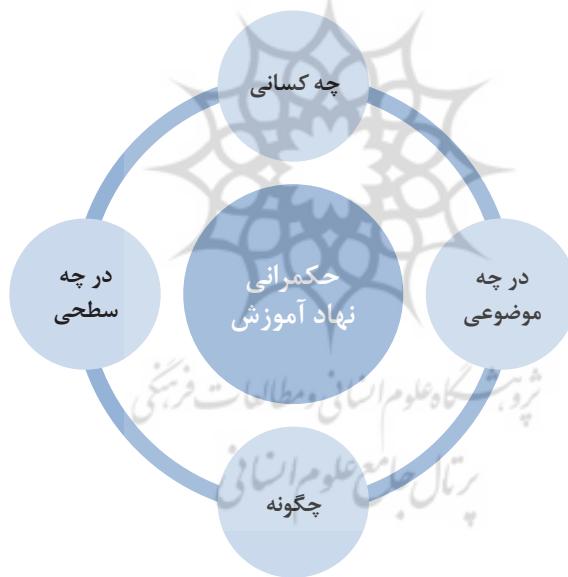 چه کسانی
در چه
موضوعی
حکمرانی
نهاد آموزش
در چه
سطحی
چگونه
پژوهشگاه علوم انسانی و مطالعات فرهنگی
پرتال جامع علوم انسانی